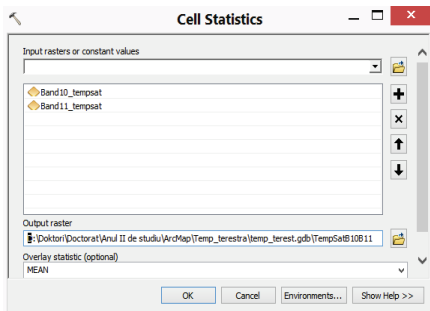 Cell Statistics
Input rasters or constant values
Band10_tempsat
Band11_tempsat
Output raster
:\Doktori\Doctorat\Anul II de studiu\ArcMap\Temp_terestra\temp_terest.gdb\TempSatB10B11
Overlay statistic (optional)
MEAN
OK Cancel Environments... Show Help >>